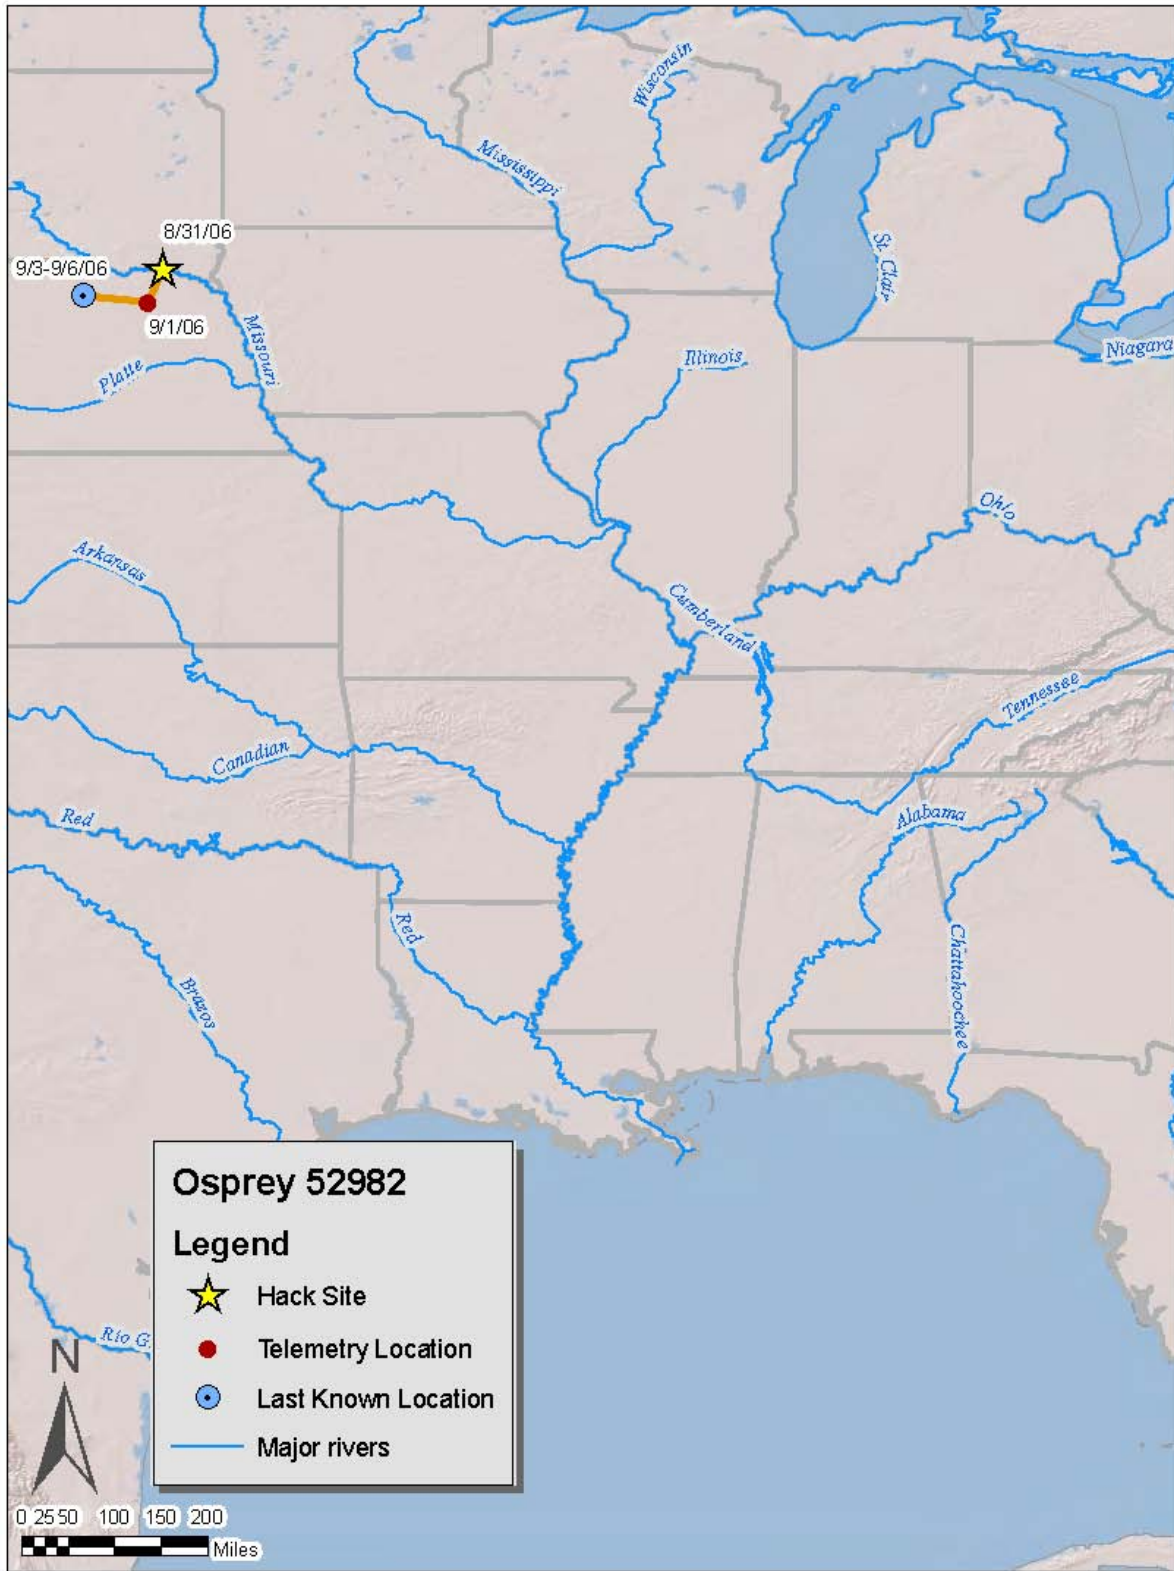 Wisconsin
Mississippi
8/31/06
St. Clair
9/3-9/6/06
9/1/06
Missouri
Niagara
Illinois
Platte
Ohio
Arkansas
Cumberland
Tennessee
Canadian
Red
Alabama
Red
Chattahoochee
Brazos
Osprey 52982
Legend
Hack Site
Rio G
Telemetry Location
N
Last Known Location
Major rivers
0 25 50 100 150 200
Miles